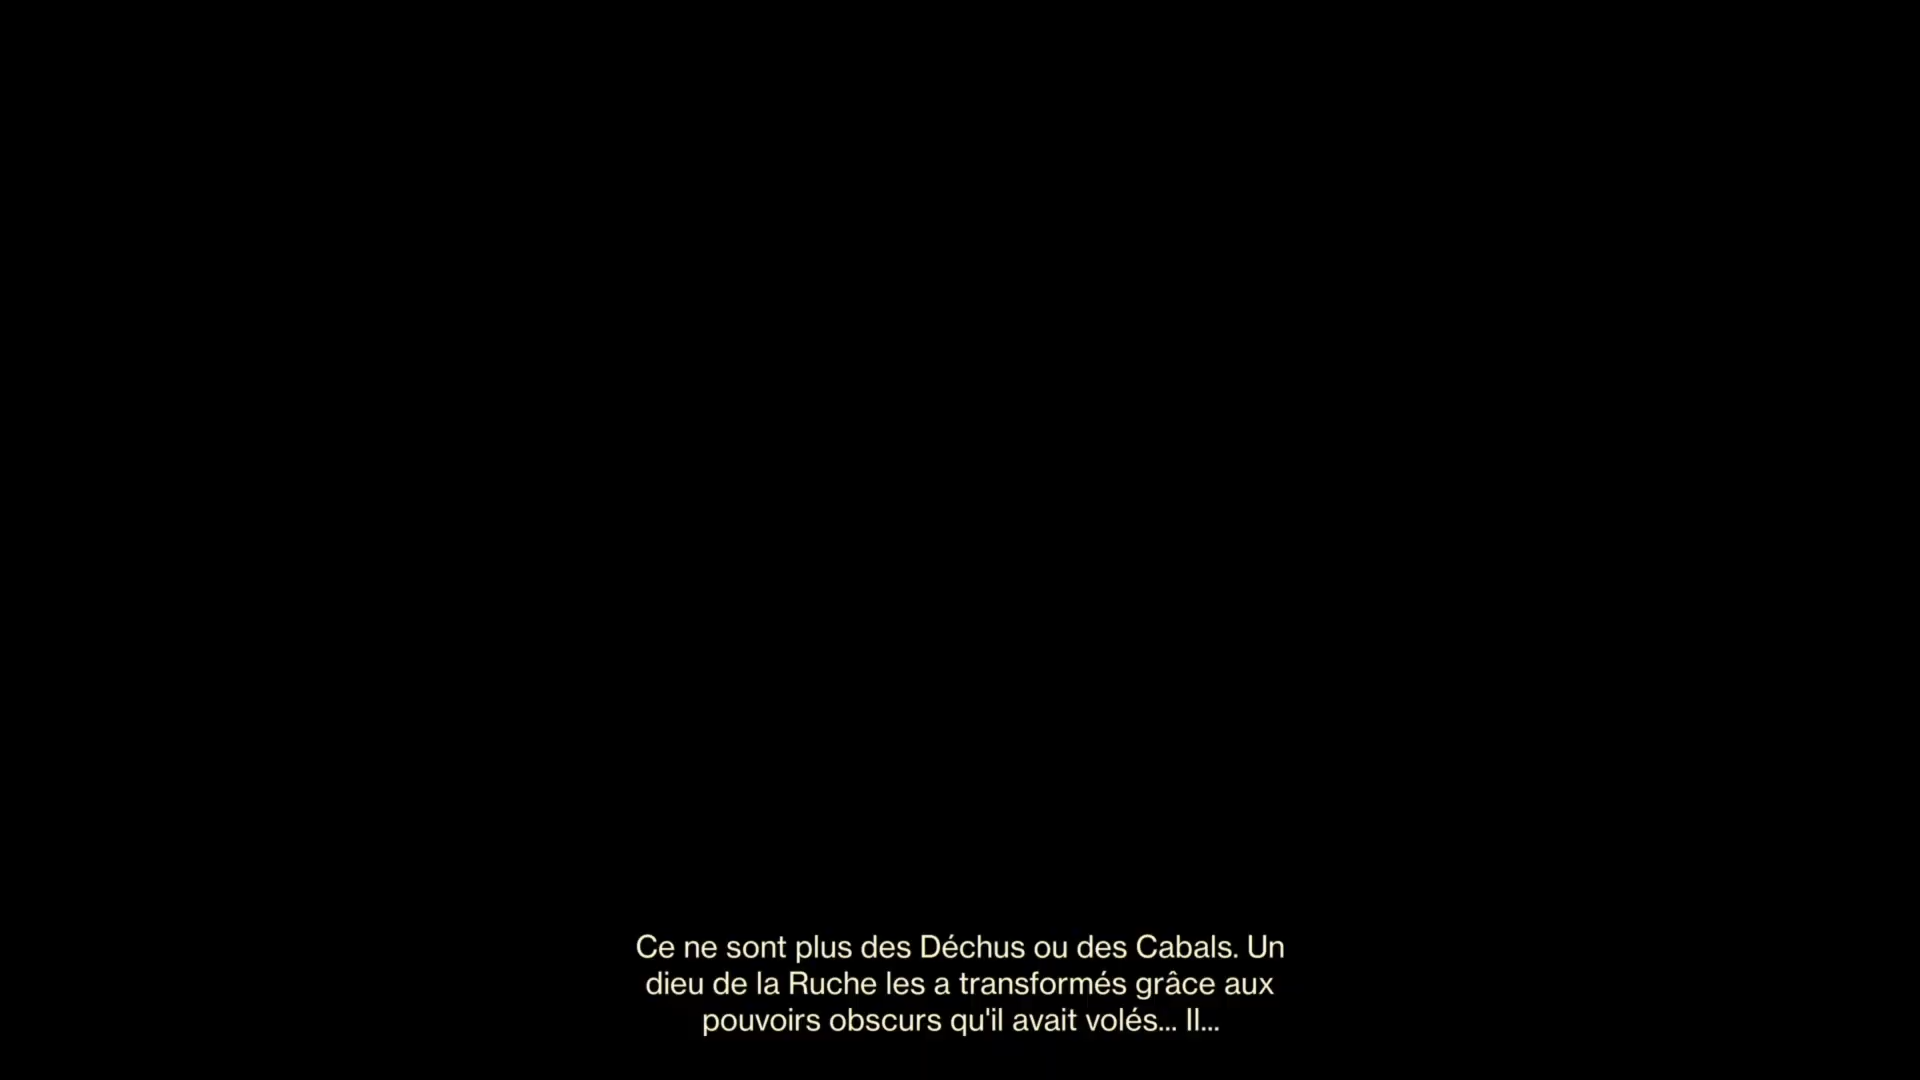 Ce ne sont plus des Déchus ou des Cabals. Un
dieu de la Ruche les a transformés grâce aux
pouvoirs obscurs qu'il avait volés... Il...